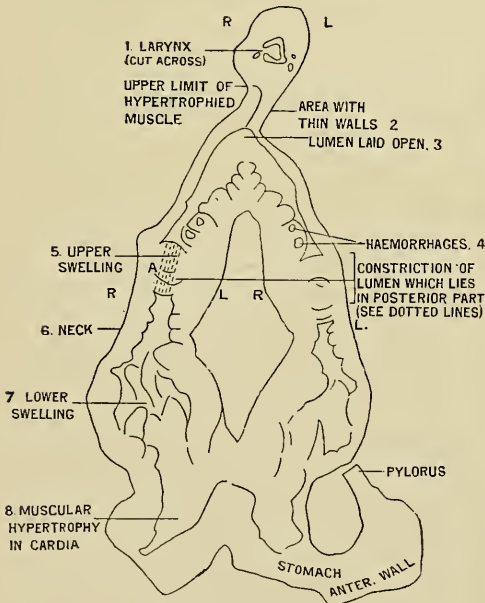 R L
1. LARYNX
(CUT ACROSS)
UPPER LIMIT OF
HYPERTROPHIED
MUSCLE
AREA WITH
THIN WALLS 2
LUMEN LAID OPEN. 3
HAEMORRHAGES. 4
5. UPPER
SWELLING
A
CONSTRICTION OF
LUMEN WHICH LIES
IN POSTERIOR PART
(SEE DOTTED LINES)
R L R L.
6. NECK
7 LOWER
SWELLING
PYLORUS
8. MUSCULAR
HYPERTROPHY
IN CARDIA
STOMACH
ANTER. WALL